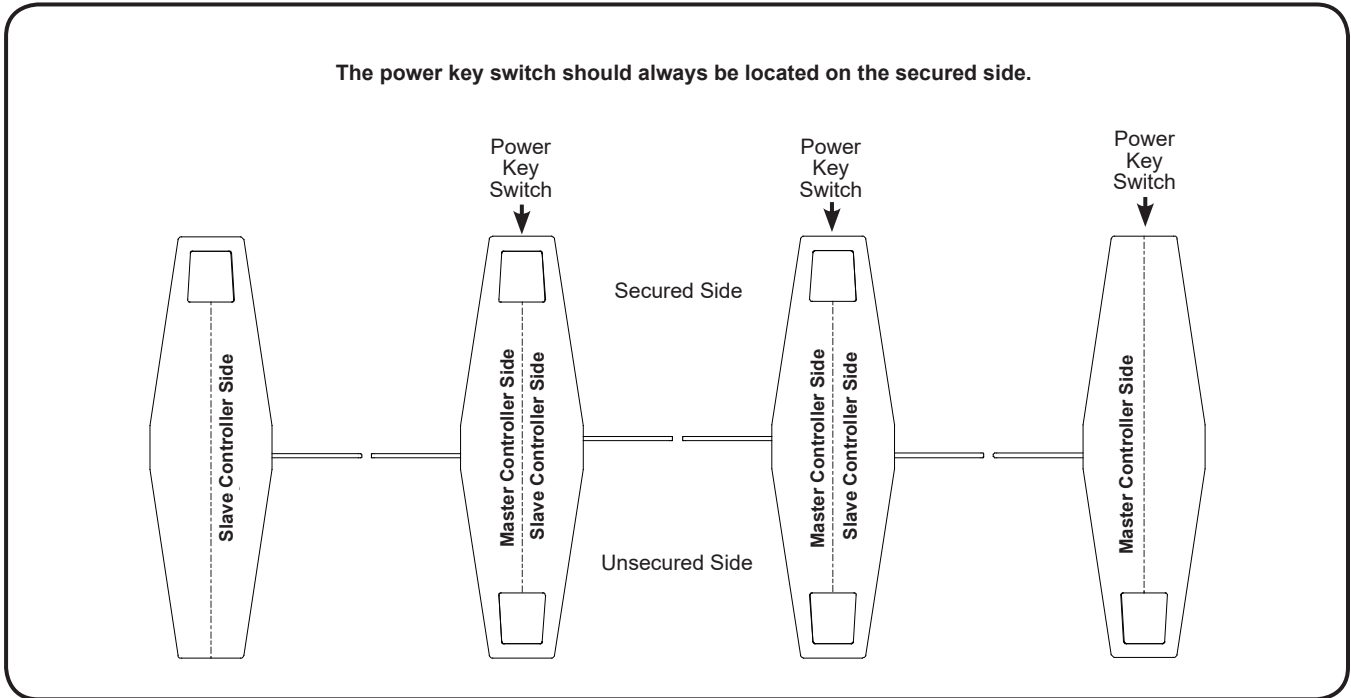 The power key switch should always be located on the secured side.
Power
Key
Switch
Power
Key
Switch
Power
Key
Switch
Secured Side
Slave Controller Side
Master Controller Side
Slave Controller Side
Master Controller Side
Slave Controller Side
Master Controller Side
Unsecured Side